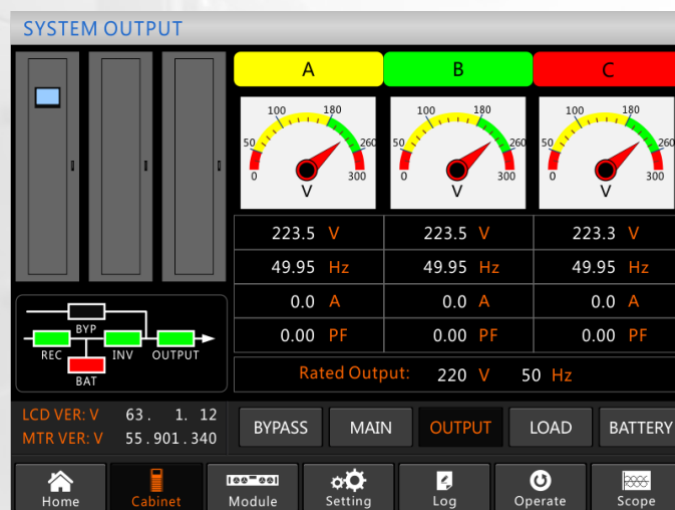 SYSTEM OUTPUT
A B C
50 100 180 260 0 300 V
50 100 180 260 0 300 V
50 100 180 260 0 300 V
223.5 V 223.5 V 223.3 V
49.95 Hz 49.95 Hz 49.95 Hz
0.0 A 0.0 A 0.0 A
0.00 PF 0.00 PF 0.00 PF
Rated Output: 220 V 50 Hz
BYP
REC INV OUTPUT
BAT
LCD VER: V 63. 1. 12
MTR VER: V 55.901.340
BYPASS MAIN OUTPUT LOAD BATTERY
Home Cabinet Module Setting Log Operate Scope